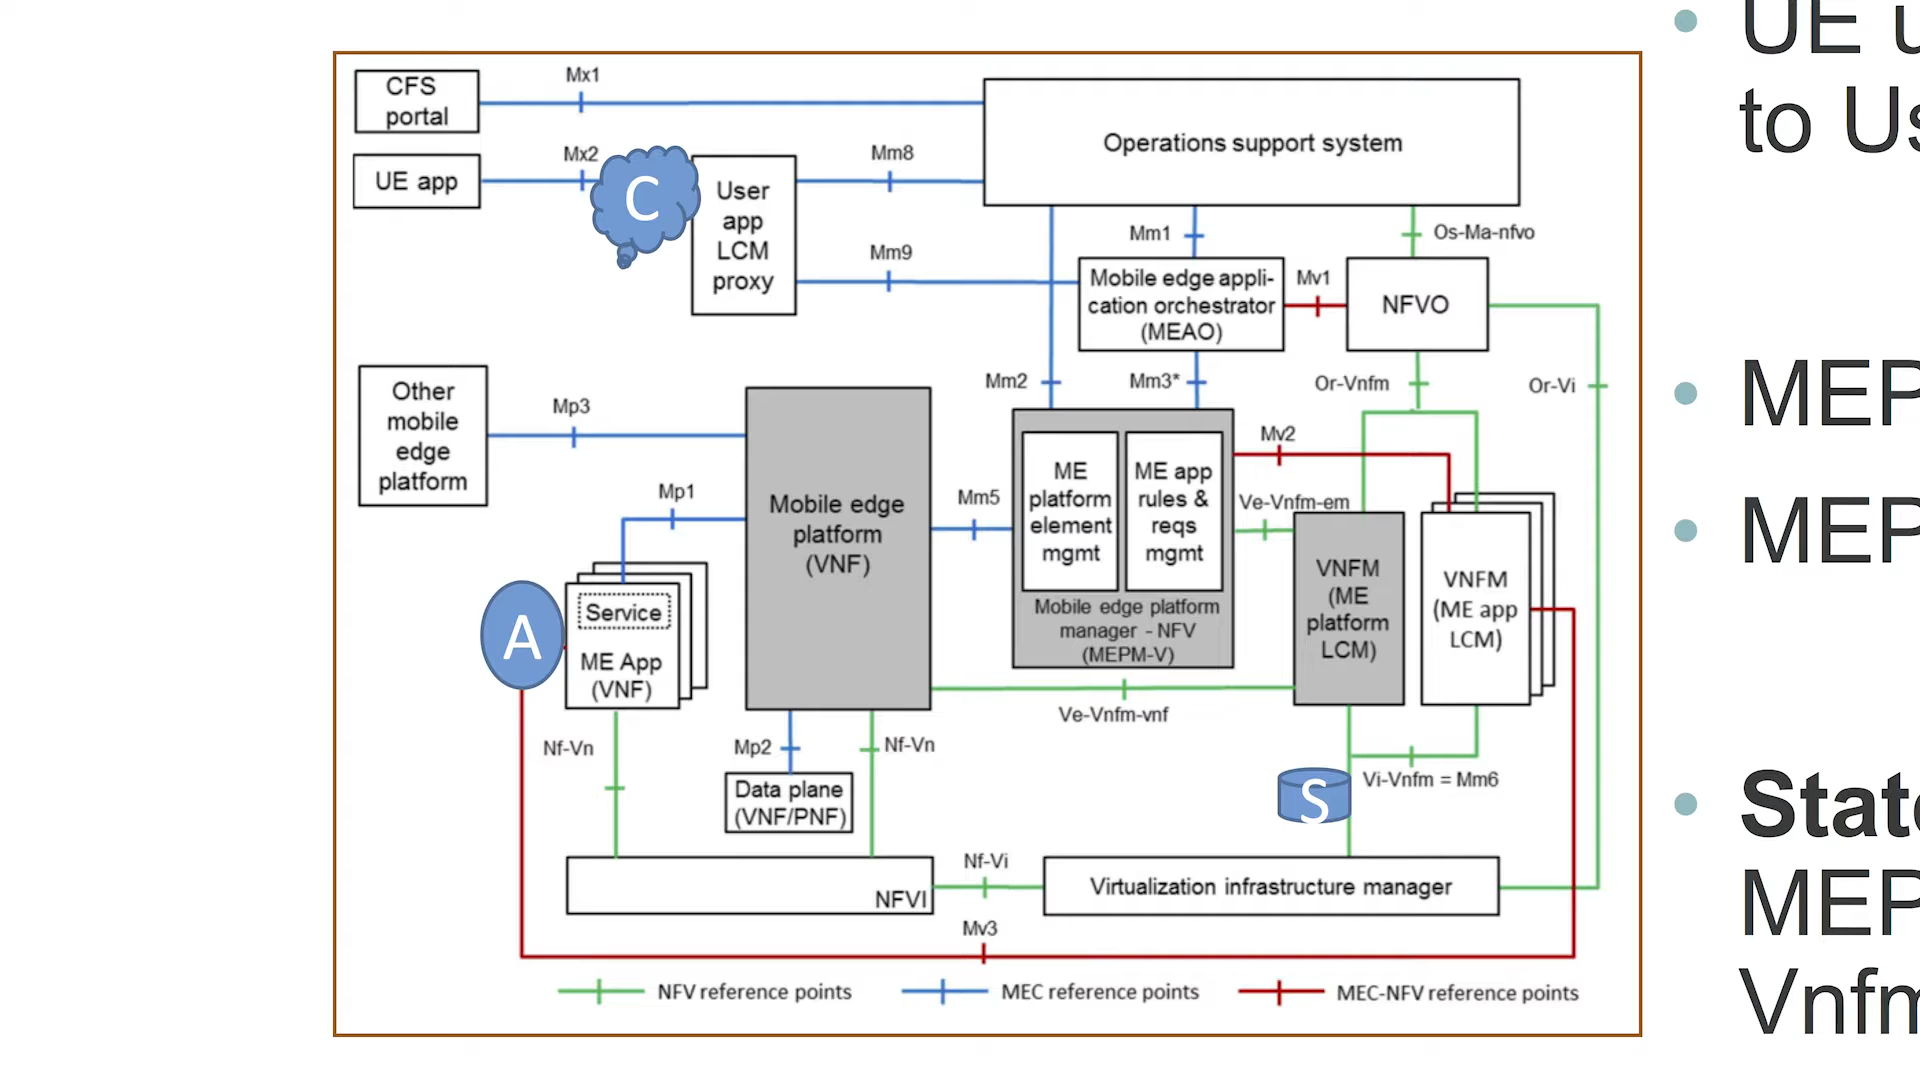 CFS
portal
Mx1
Operations support system
UE app
Mx2
C
User
app
LCM
proxy
Mm8
Mm9
Mm1
Os-Ma-nfvo
Mobile edge appli-
cation orchestrator
(MEAO)
Mv1
NFVO
Other
mobile
edge
platform
Mp3
Mm2
Mm3*
Or-Vnfm
Or-Vi
Mobile edge
platform
(VNF)
Mp1
Mm5
ME
platform
element
mgmt
ME app
rules &
reqs
mgmt
Mobile edge platform
manager - NFV
(MEPM-V)
Mv2
Ve-Vnfm-em
VNFM
(ME
platform
LCM)
VNFM
(ME app
LCM)
A
Service
ME App
(VNF)
Ve-Vnfm-vnf
Nf-Vn
Mp2
Nf-Vn
Data plane
(VNF/PNF)
S
Vi-Vnfm = Mm6
NFVI
Nf-Vi
Virtualization infrastructure manager
Mv3
NFV reference points
MEC reference points
MEC-NFV reference points
UE
to
MEP
MEP
MEP